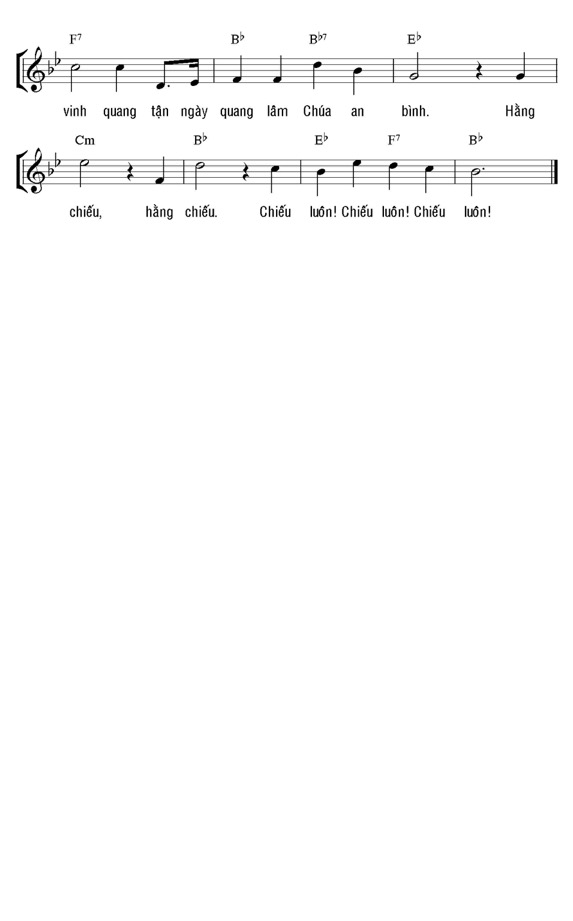 F7 B♭ B♭7 E♭
vinh quang tận ngày quang lâm Chúa an bình. Hằng
Cm B♭ E♭ F7 B♭
chiếu, hằng chiếu. Chiếu luôn! Chiếu luôn! Chiếu luôn!